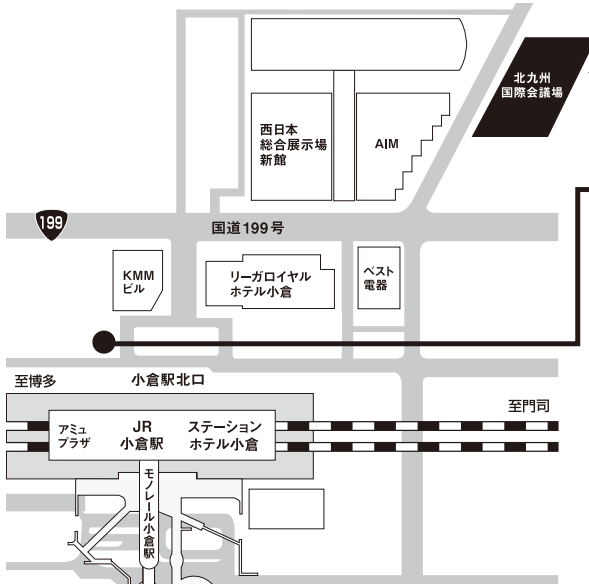 北九州
国際会議場
西日本
総合展示場
新館
AIM
199
国道199号
KMM
ビル
リーガロイヤル
ホテル小倉
ベスト
電器
至博多
小倉駅北口
至門司
アミュ
プラザ
JR
小倉駅
ステーション
ホテル小倉
モノレール小倉駅